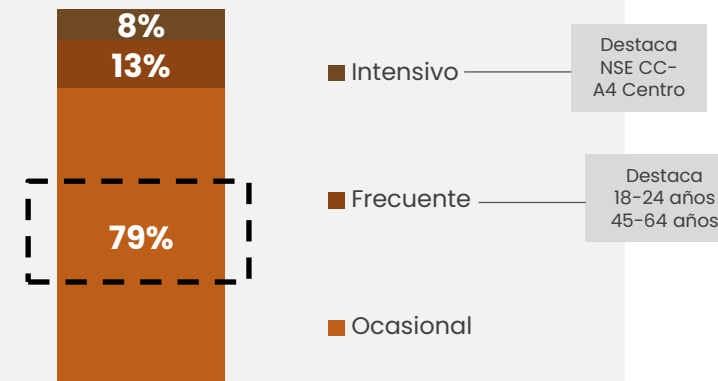 8%
13%
79%
Intensivo
Destaca
NSE CC-
A4 Centro
Frecuente
Destaca
18-24 años
45-64 años
Ocasional